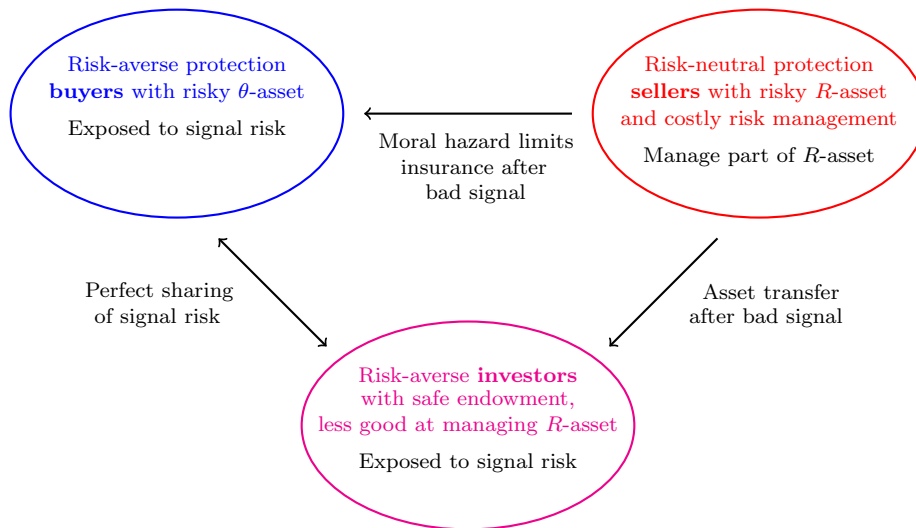 Risk-averse protection
buyers with risky θ-asset
Exposed to signal risk
Risk-neutral protection
sellers with risky R-asset
and costly risk management
Manage part of R-asset
Moral hazard limits
insurance after
bad signal
Perfect sharing
of signal risk
Asset transfer
after bad signal
Risk-averse investors
with safe endowment,
less good at managing R-asset
Exposed to signal risk